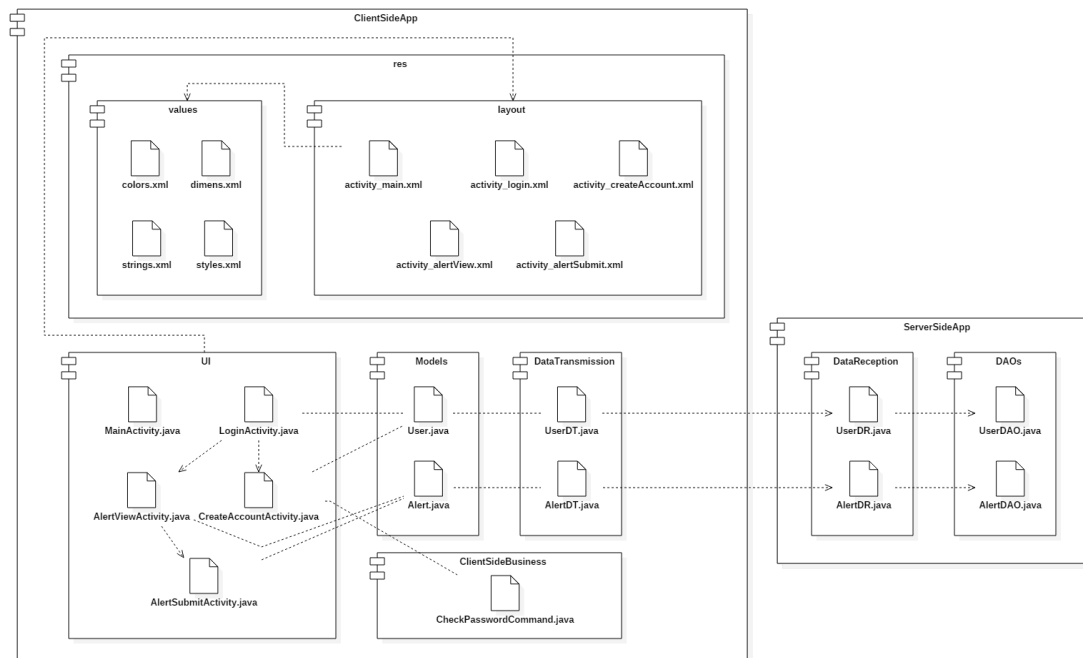 ClientSideApp
res
values
layout
colors.xml
dimens.xml
activity_main.xml
activity_login.xml
activity_createAccount.xml
strings.xml
styles.xml
activity_alertView.xml
activity_alertSubmit.xml
ServerSideApp
UI
Models
DataTransmission
DataReception
DAOs
MainActivity.java
LoginActivity.java
User.java
UserDT.java
UserDR.java
UserDAO.java
AlertViewActivity.java
CreateAccountActivity.java
Alert.java
AlertDT.java
AlertDR.java
AlertDAO.java
ClientSideBusiness
AlertSubmitActivity.java
CheckPasswordCommand.java